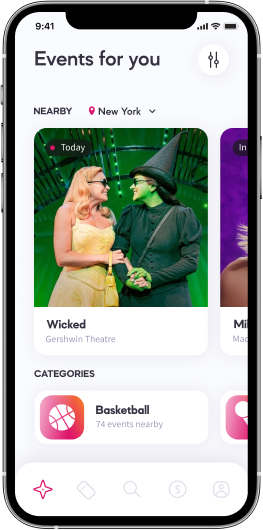 9:41
Events for you
NEARBY New York
Today
In
Wicked
Mil
Gershwin Theatre
Mad
CATEGORIES
Basketball
74 events nearby
$